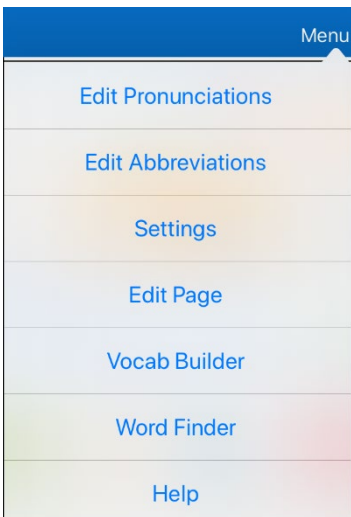 Menu
Edit Pronunciations
Edit Abbreviations
Settings
Edit Page
Vocab Builder
Word Finder
Help